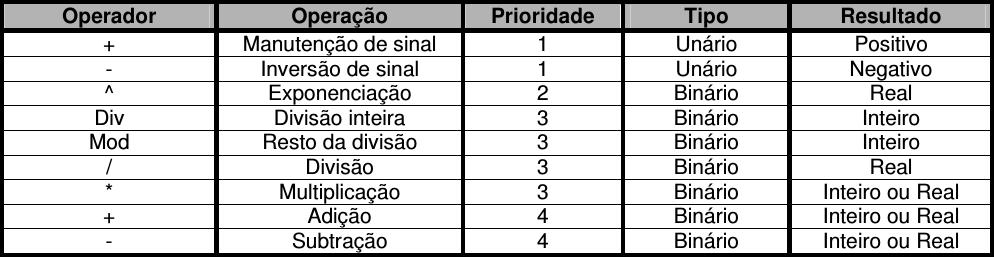 Operador Operação Prioridade Tipo Resultado
+ Manutenção de sinal 1 Unário Positivo
- Inversão de sinal 1 Unário Negativo
^ Exponenciação 2 Binário Real
Div Divisão inteira 3 Binário Inteiro
Mod Resto da divisão 3 Binário Inteiro
/ Divisão 3 Binário Real
* Multiplicação 3 Binário Inteiro ou Real
+ Adição 4 Binário Inteiro ou Real
- Subtração 4 Binário Inteiro ou Real